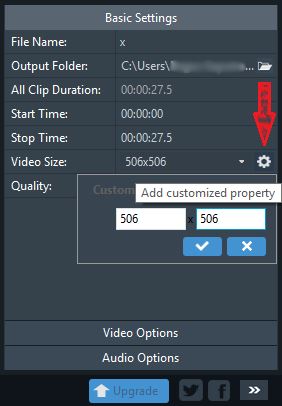 Basic Settings
File Name: x
Output Folder: C:\Users\
All Clip Duration: 00:00:27.5
Start Time: 00:00:00
Stop Time: 00:00:27.5
Video Size: 506x506
Quality:
Custom
Add customized property
506 x 506
Video Options
Audio Options
Upgrade